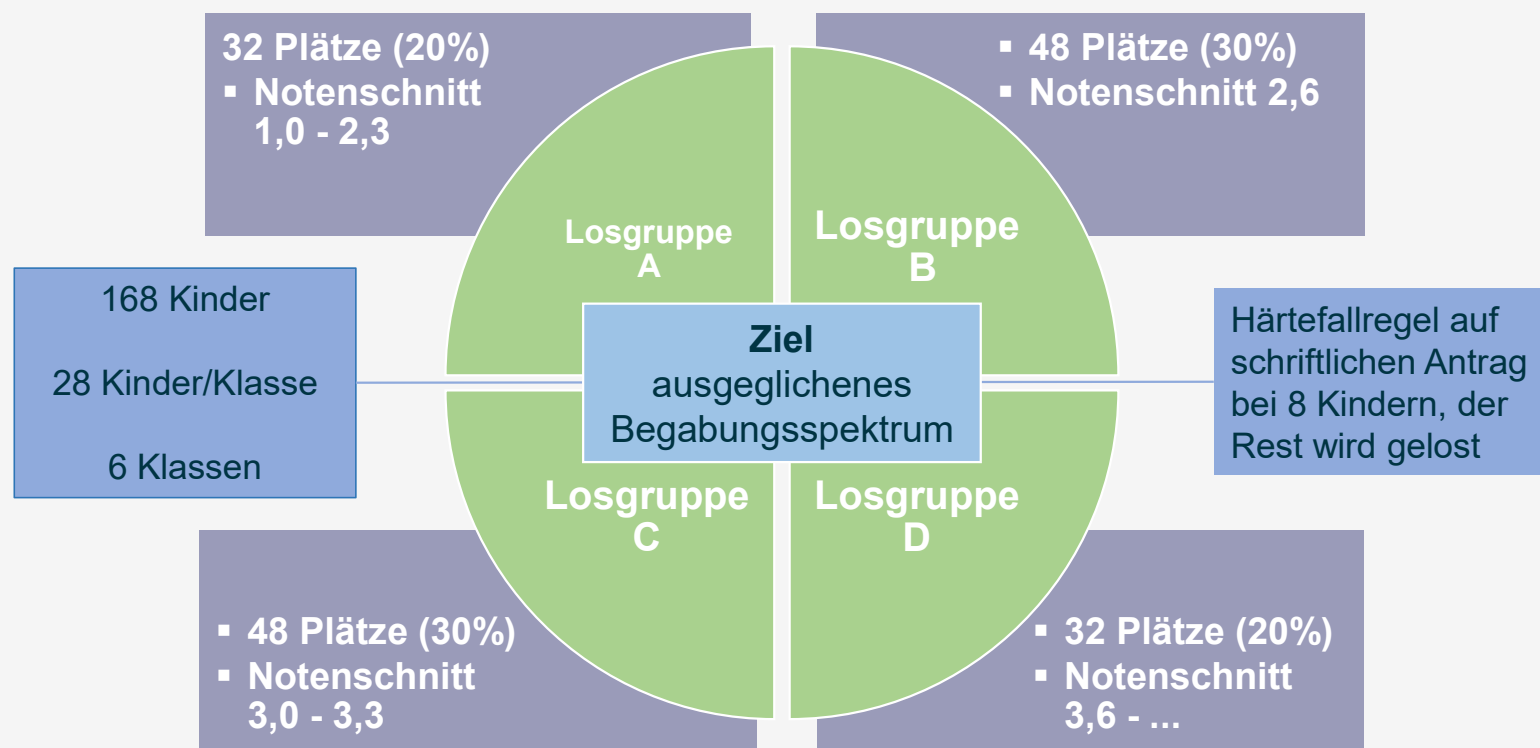 32 Plätze (20%)
▪ Notenschnitt
1,0 - 2,3
▪ 48 Plätze (30%)
▪ Notenschnitt 2,6
Losgruppe
A
Losgruppe
B
168 Kinder
28 Kinder/Klasse
6 Klassen
Ziel
ausgeglichenes
Begabungsspektrum
Härtefallregel auf
schriftlichen Antrag
bei 8 Kindern, der
Rest wird gelost
Losgruppe
C
Losgruppe
D
▪ 48 Plätze (30%)
▪ Notenschnitt
3,0 - 3,3
▪ 32 Plätze (20%)
▪ Notenschnitt
3,6 - ...